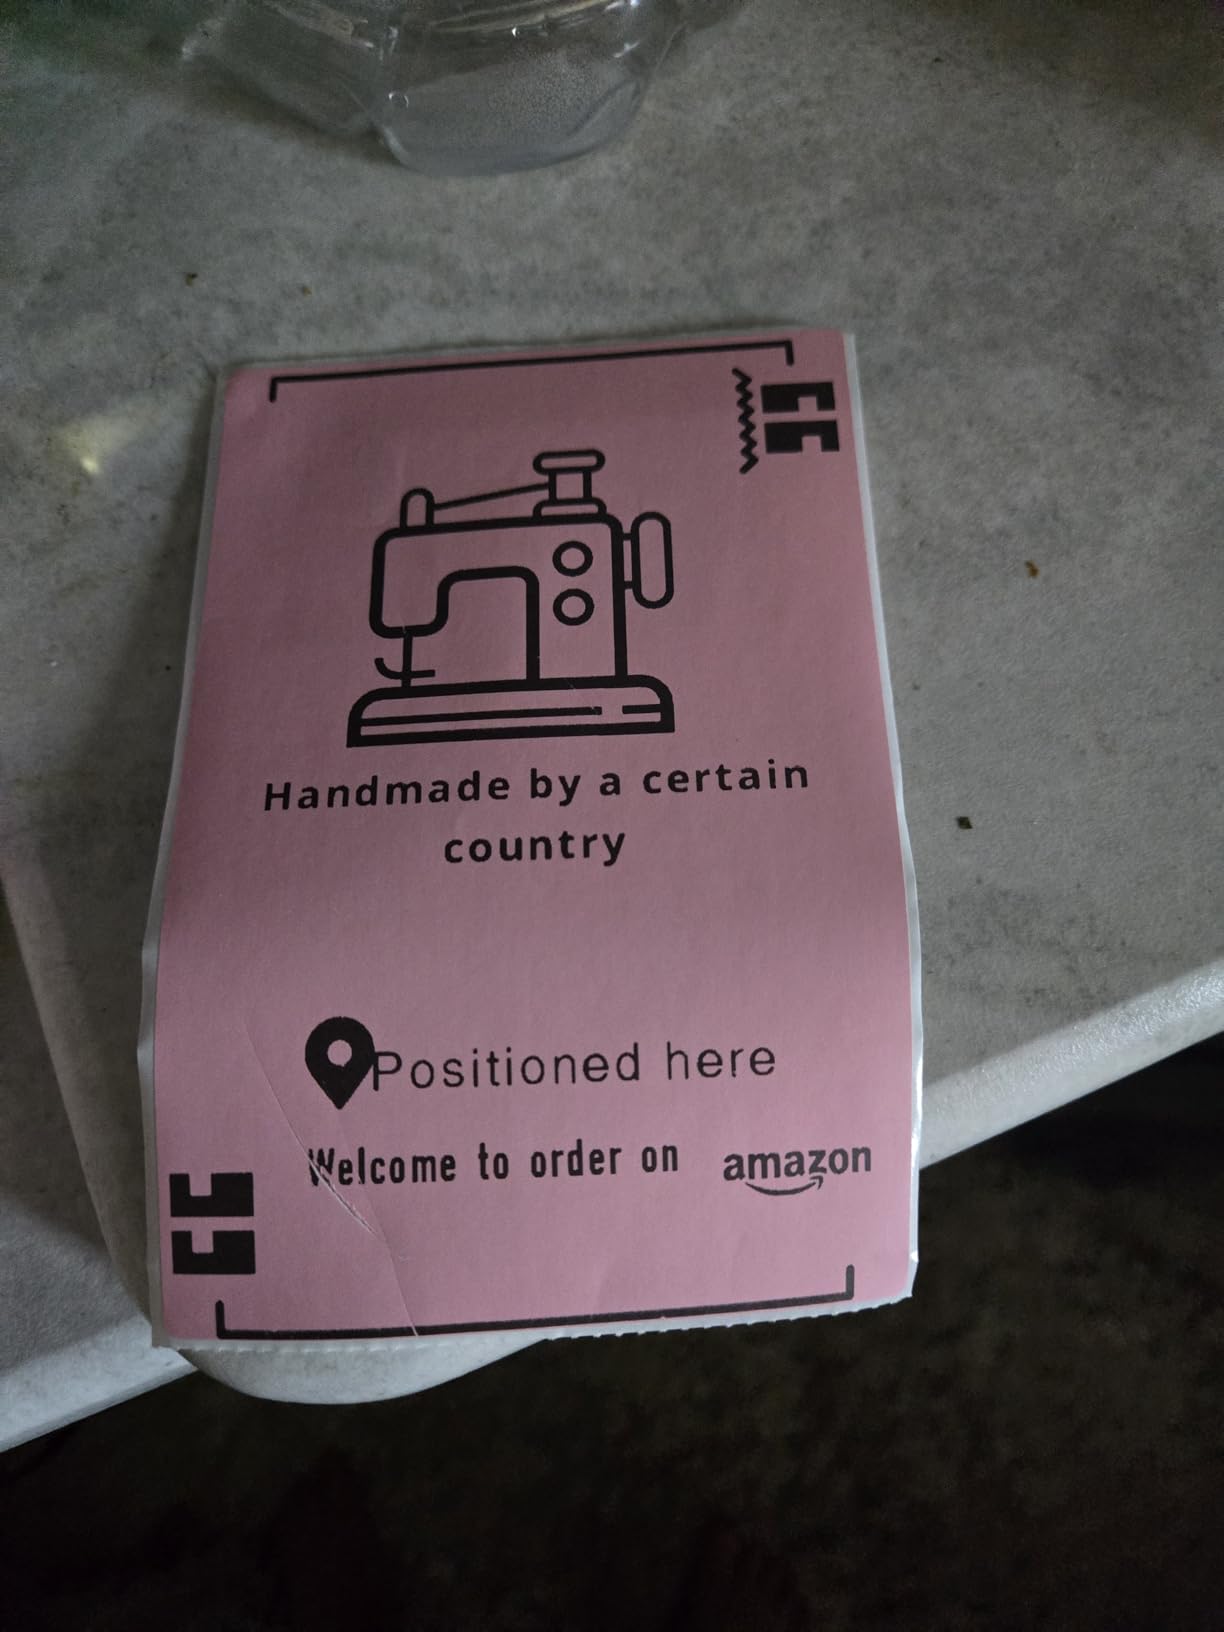 Handmade by a certain
country
Positioned here
Welcome to order on amazon